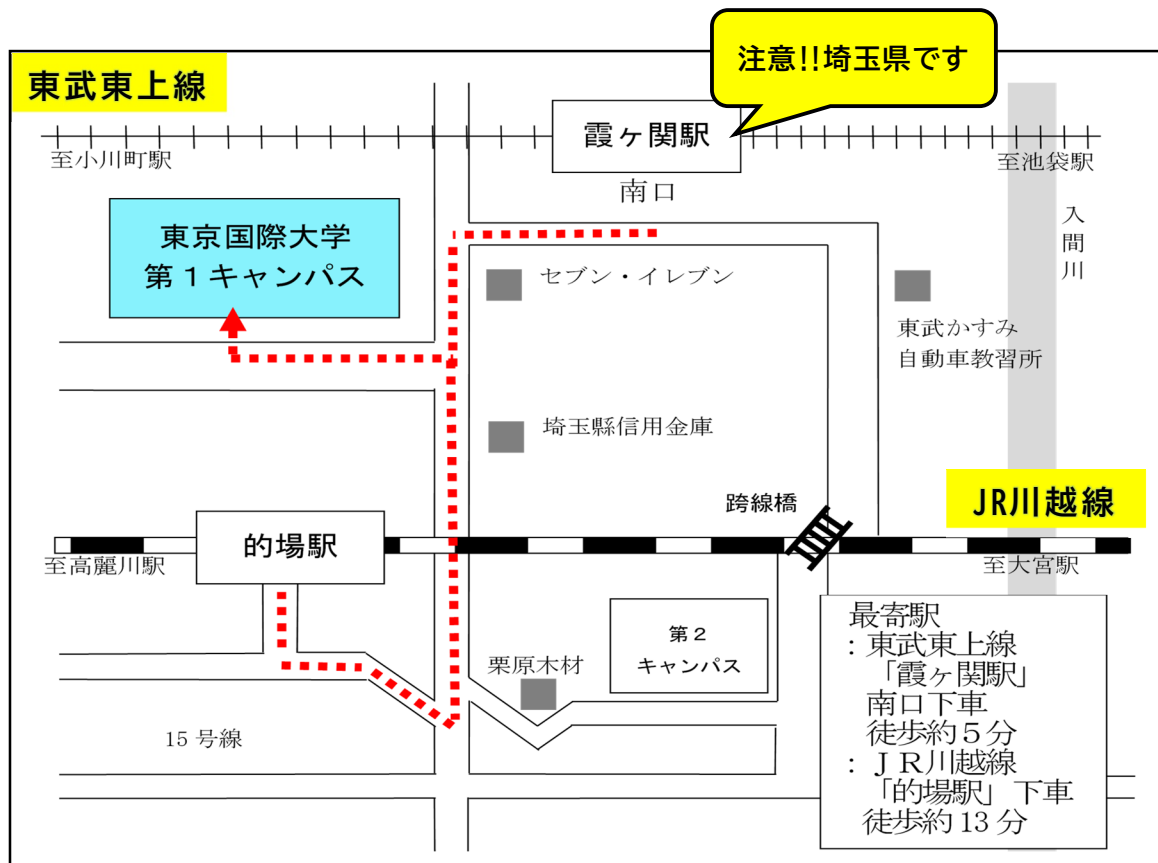 注意!!埼玉県です
東武東上線
霞ヶ関駅
至小川町駅
至池袋駅
南口
入間川
東京国際大学
第１キャンパス
セブン・イレブン
東武かすみ
自動車教習所
埼玉縣信用金庫
跨線橋
JR川越線
的場駅
至高麗川駅
至大宮駅
第２
キャンパス
栗原木材
15号線
最寄駅
：東武東上線
「霞ヶ関駅」
南口下車
徒歩約５分
：ＪＲ川越線
「的場駅」下車
徒歩約13分